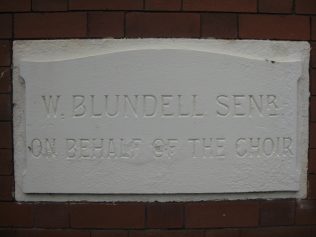 W. BLUNDELL SENR.
ON BEHALF OF THE CHOIR